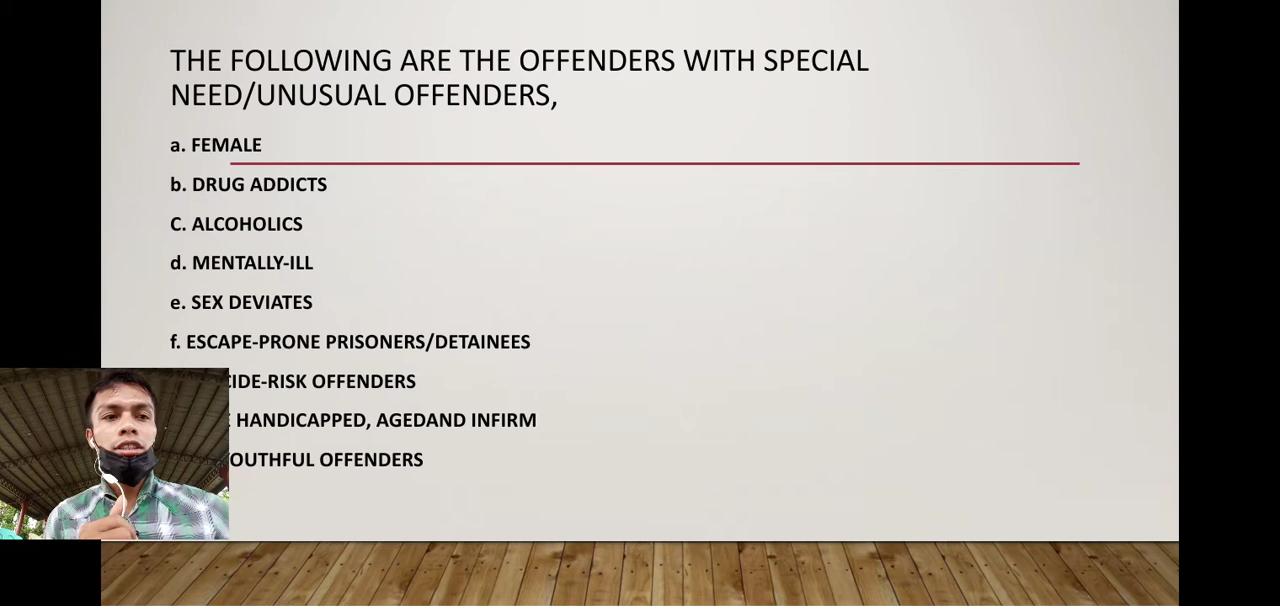 THE FOLLOWING ARE THE OFFENDERS WITH SPECIAL
NEED/UNUSUAL OFFENDERS,
a. FEMALE
b. DRUG ADDICTS
C. ALCOHOLICS
d. MENTALLY-ILL
e. SEX DEVIATES
f. ESCAPE-PRONE PRISONERS/DETAINEES
CIDE-RISK OFFENDERS
HANDICAPPED, AGEDAND INFIRM
OUTHFUL OFFENDERS